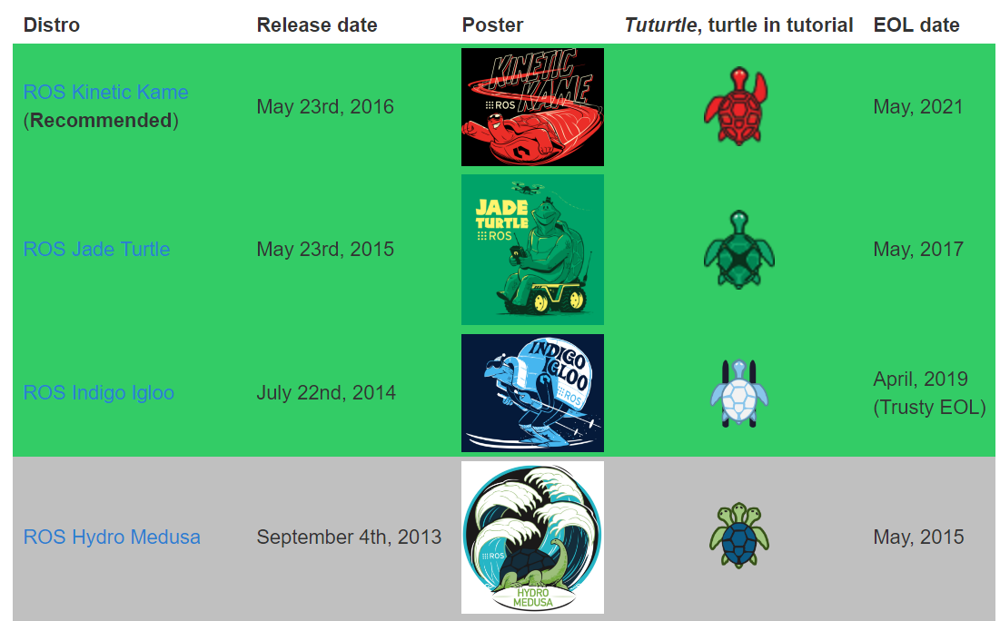 Distro Release date Poster Tuturtle, turtle in tutorial EOL date
ROS Kinetic Kame
(Recommended)
May 23rd, 2016
KINETIC
KAME
ROS
May, 2021
ROS Jade Turtle
May 23rd, 2015
JADE
TURTLE
ROS
May, 2017
ROS Indigo Igloo
July 22nd, 2014
INDIGO
IGLOO
ROS
April, 2019
(Trusty EOL)
ROS Hydro Medusa
September 4th, 2013
ROS
HYDRO
MEDUSA
May, 2015